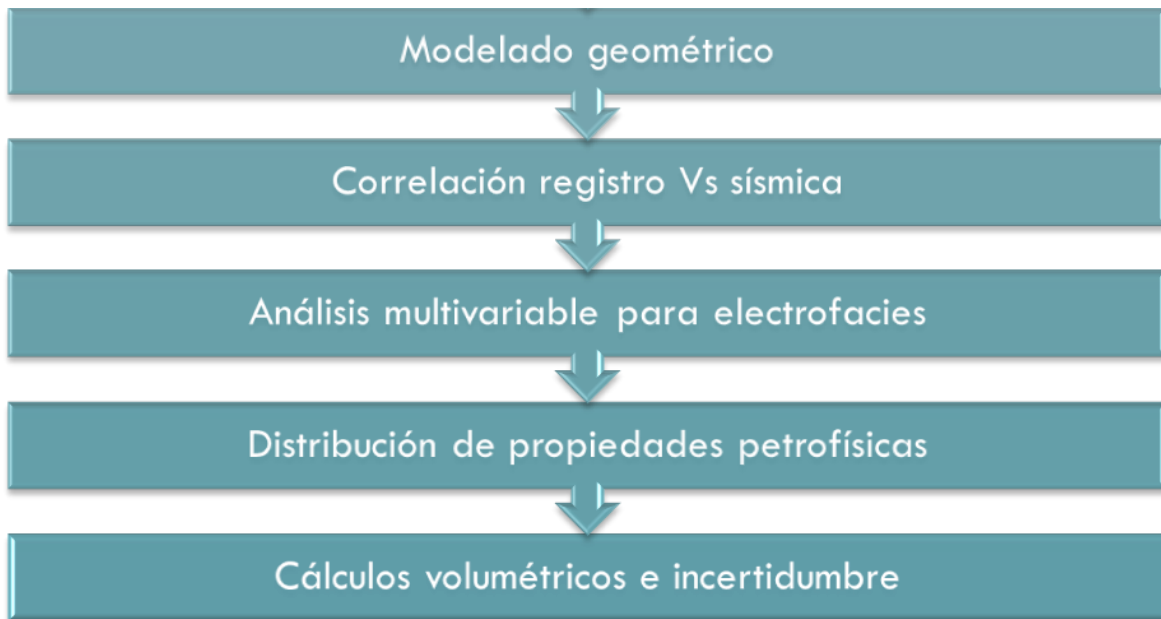 Modelado geométrico
Correlación registro Vs sísmica
Análisis multivariable para electrofacies
Distribución de propiedades petrofísicas
Cálculos volumétricos e incertidumbre